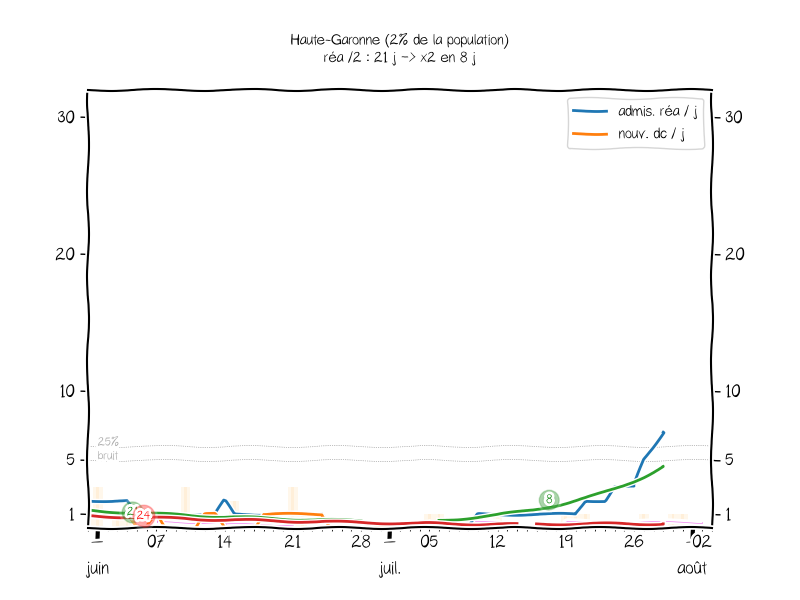 Haute-Garonne (2% de la population)
réa /2 : 21 j -> x2 en 8 j
admis. réa / j
nouv. dc / j
30
30
20
20
10
10
25%
bruit
5
5
8
24
1
1
07
14
21
28
05
12
19
26
02
juin
juil.
août